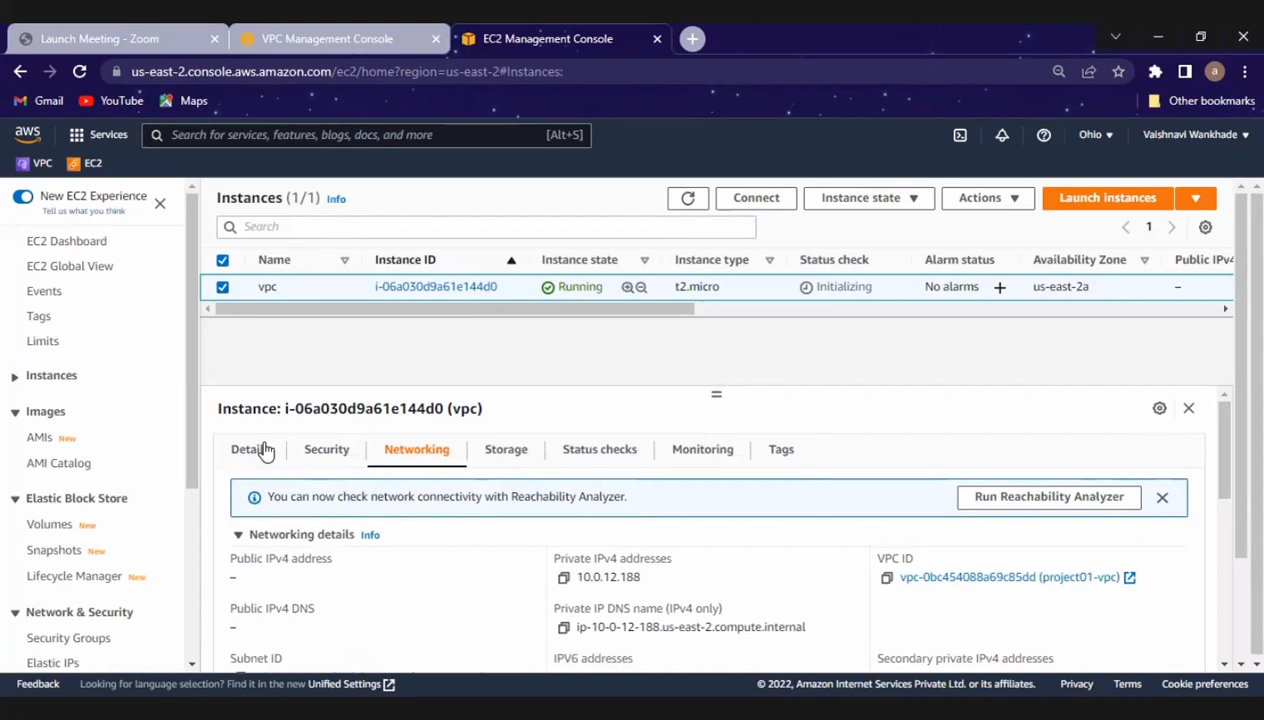 Launch Meeting - Zoom
VPC Management Console
EC2 Management Console
us-east-2.console.aws.amazon.com/ec2/home?region=us-east-2#Instances:
a
Gmail
YouTube
Maps
Other bookmarks
aws
Services
Search for services, features, blogs, docs, and more
[Alt+S]
Ohio
Vaishnavi Wankhade
VPC
EC2
New EC2 Experience
Tell us what you think
EC2 Dashboard
EC2 Global View
Events
Tags
Limits
Instances
Images
AMIs New
AMI Catalog
Elastic Block Store
Volumes New
Snapshots New
Lifecycle Manager New
Network & Security
Security Groups
Elastic IPs
Instances (1/1) Info
Connect
Instance state
Actions
Launch instances
Search
1
Name Instance ID Instance state Instance type Status check Alarm status Availability Zone Public IPv4
vpc i-06a030d9a61e144d0 Running t2.micro Initializing No alarms + us-east-2a –
Instance: i-06a030d9a61e144d0 (vpc)
Details Security Networking Storage Status checks Monitoring Tags
You can now check network connectivity with Reachability Analyzer.
Run Reachability Analyzer
Networking details Info
Public IPv4 address
–
Private IPv4 addresses
10.0.12.188
VPC ID
vpc-0bc454088a69c85dd (project01-vpc)
Public IPv4 DNS
–
Private IP DNS name (IPv4 only)
ip-10-0-12-188.us-east-2.compute.internal
Subnet ID
IPV6 addresses
Secondary private IPv4 addresses
Feedback
Looking for language selection? Find it in the new Unified Settings
© 2022, Amazon Internet Services Private Ltd. or its affiliates.
Privacy
Terms
Cookie preferences